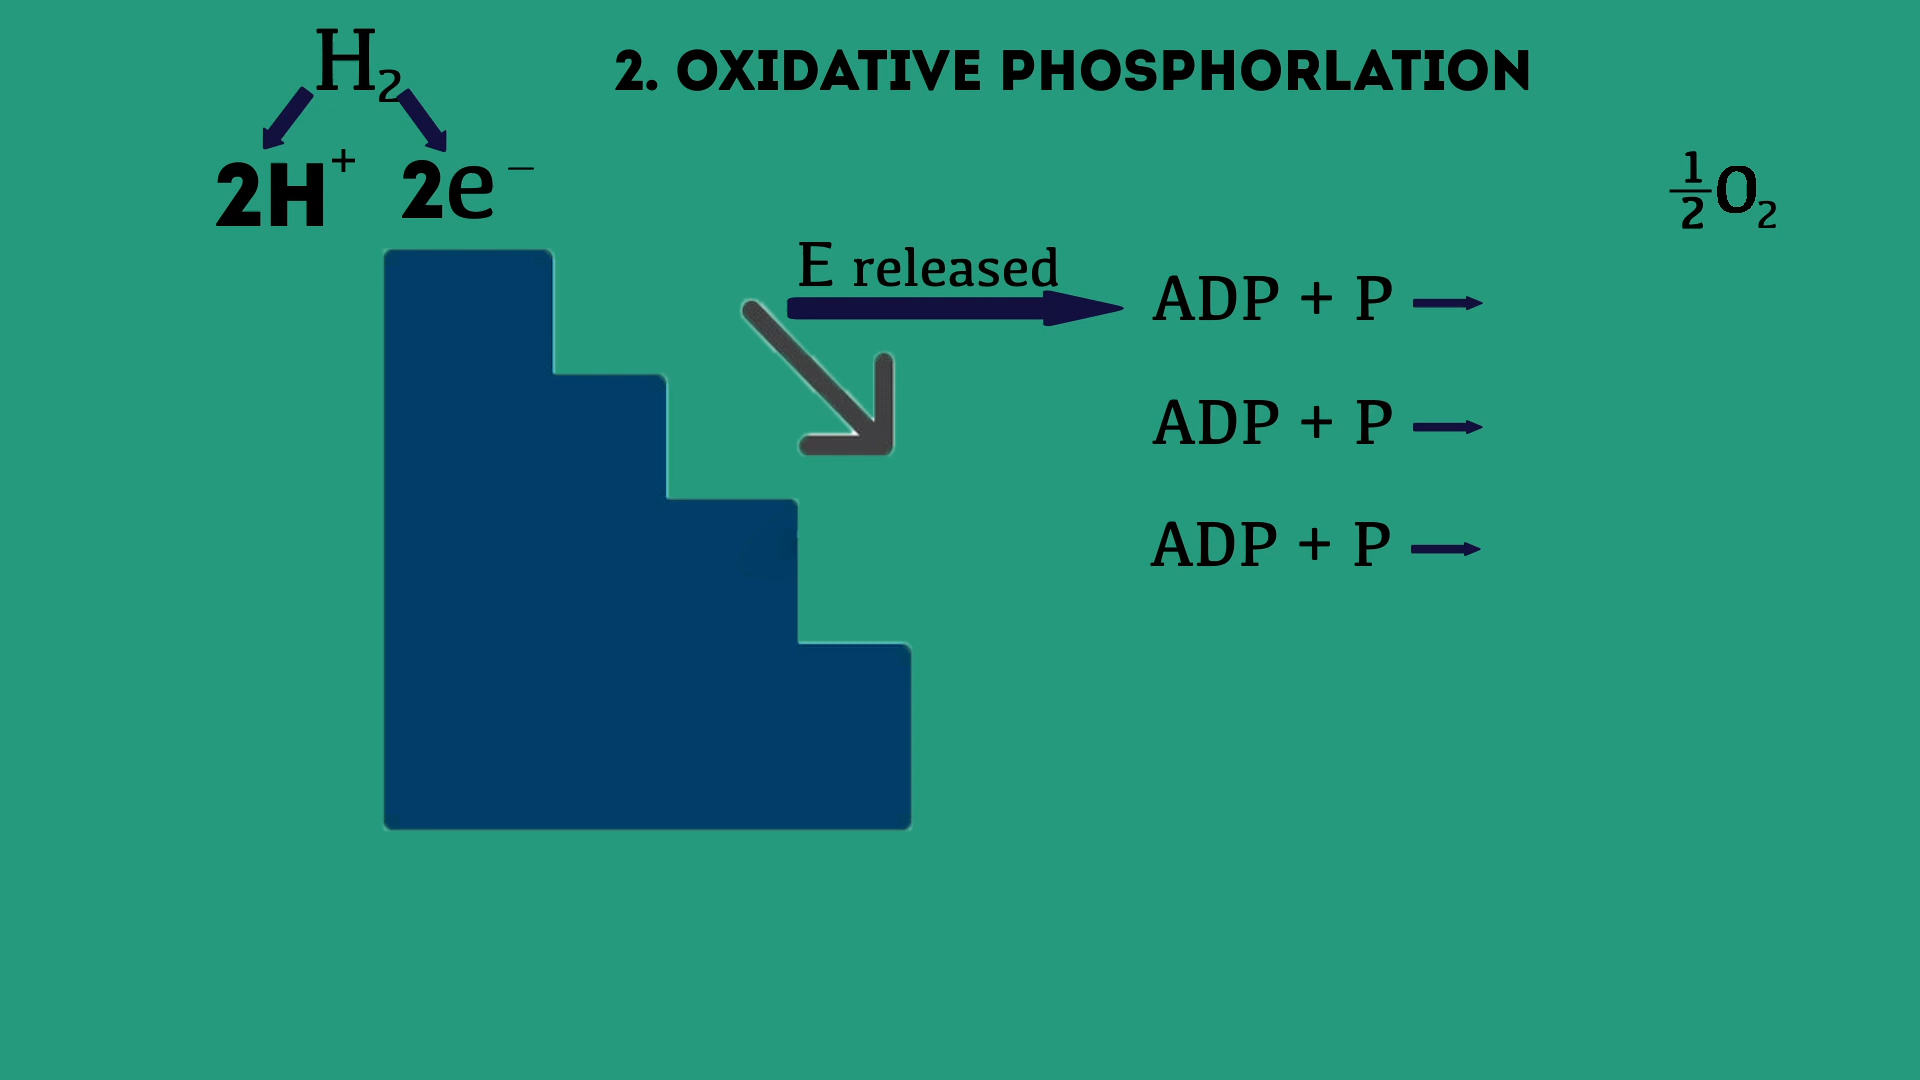 H₂
2. OXIDATIVE PHOSPHORLATION
2H⁺ 2e⁻
½O₂
E released
ADP + P
ADP + P
ADP + P